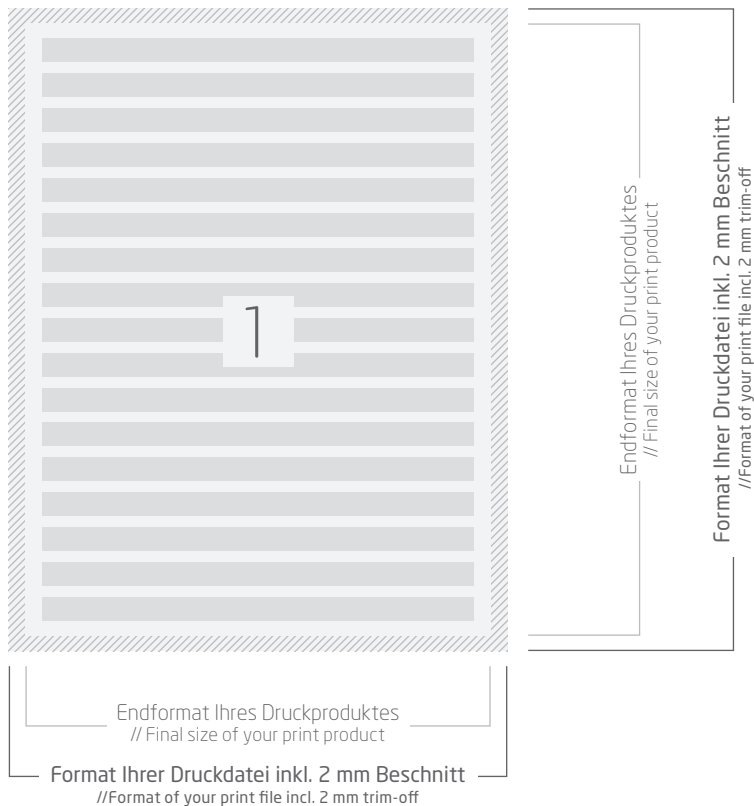 1
Endformat Ihres Druckproduktes
// Final size of your print product
Format Ihrer Druckdatei inkl. 2 mm Beschnitt
//Format of your print file incl. 2 mm trim-off
Endformat Ihres Druckproduktes
// Final size of your print product
Format Ihrer Druckdatei inkl. 2 mm Beschnitt
//Format of your print file incl. 2 mm trim-off